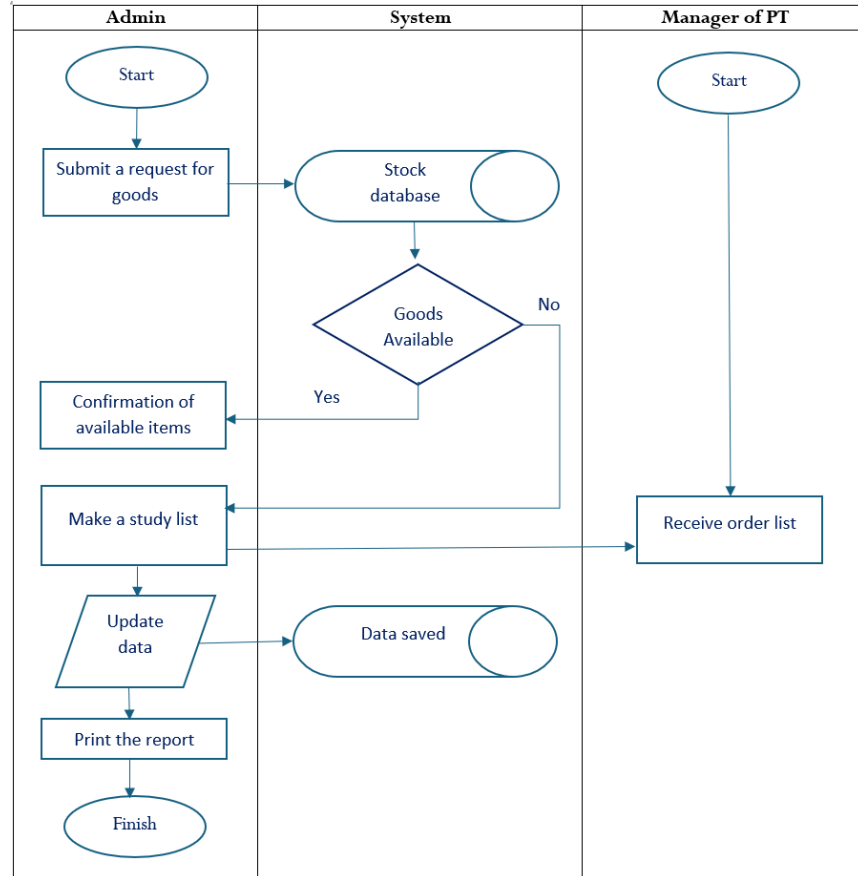 Admin
System
Manager of PT
Start
Start
Submit a request for
goods
Stock
database
Goods
Available
No
Yes
Confirmation of
available items
Make a study list
Receive order list
Update
data
Data saved
Print the report
Finish